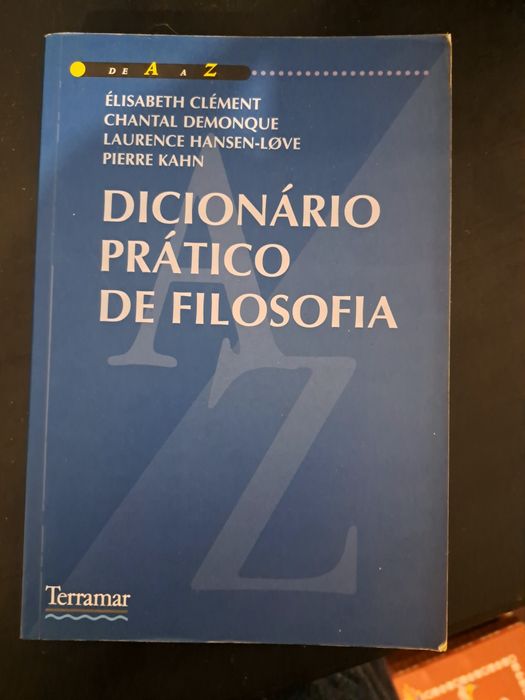 DE A A Z
ÉLISABETH CLÉMENT
CHANTAL DEMONQUE
LAURENCE HANSEN-LØVE
PIERRE KAHN
DICIONÁRIO
PRÁTICO
DE FILOSOFIA
A
Z
Terramar